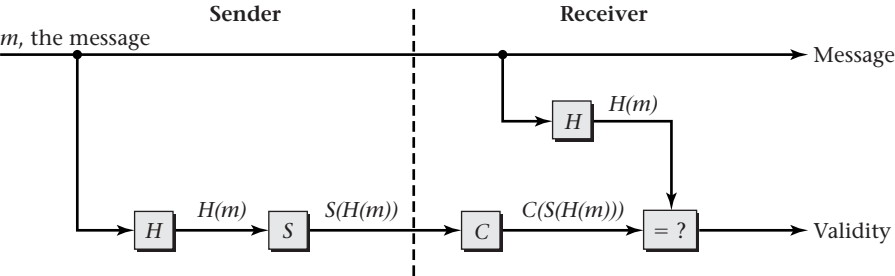 Sender
Receiver
m, the message
Message
H(m)
H
H(m)
S(H(m))
C(S(H(m)))
H
S
C
= ?
Validity